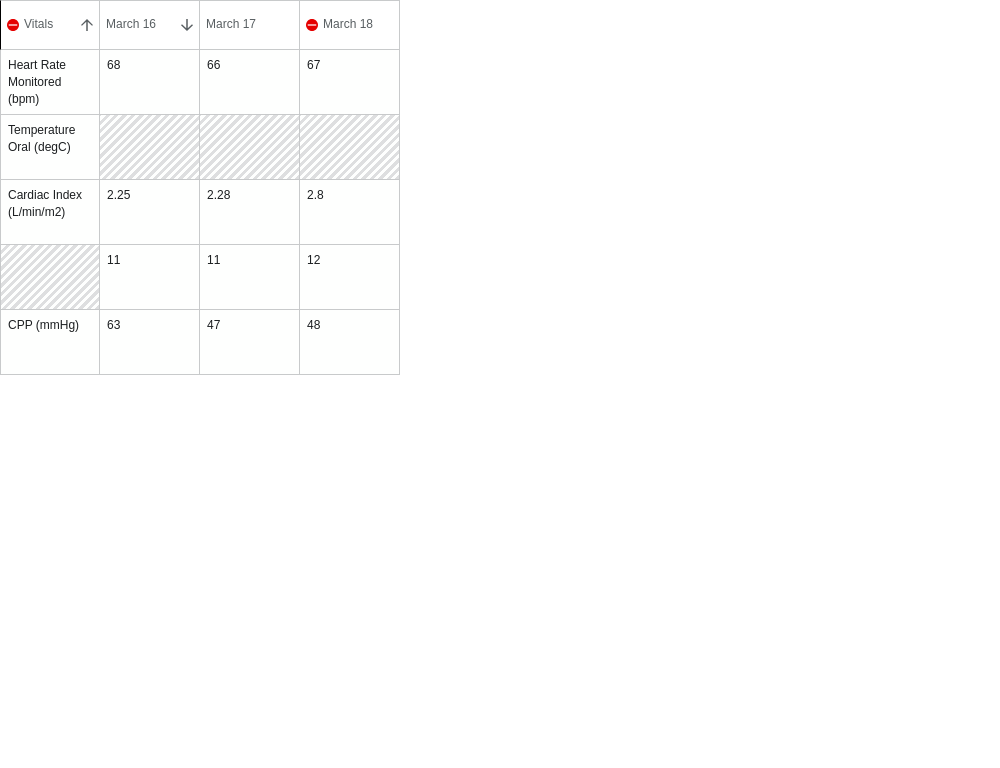 Vitals March 16 March 17 March 18
Heart Rate 68 66 67
Monitored
(bpm)
Temperature
Oral (degC)
Cardiac Index 2.25 2.28 2.8
(L/min/m2)
11 11 12
CPP (mmHg) 63 47 48